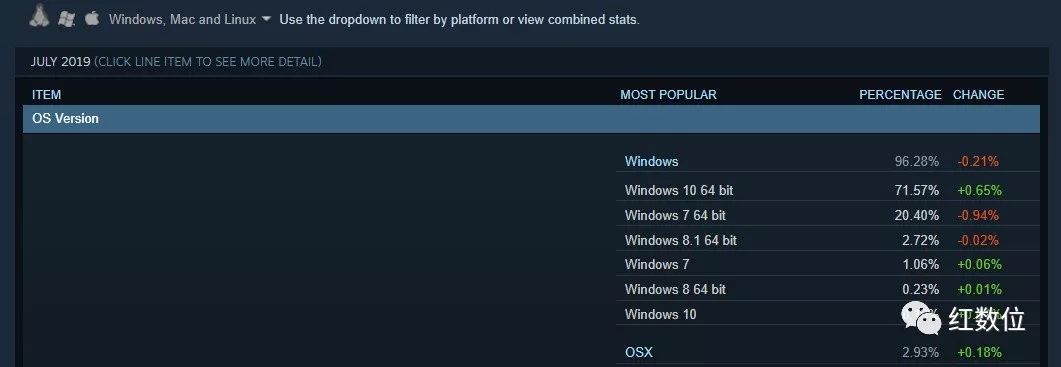 Windows, Mac and Linux Use the dropdown to filter by platform or view combined stats.
JULY 2019 (CLICK LINE ITEM TO SEE MORE DETAIL)
ITEM MOST POPULAR PERCENTAGE CHANGE
OS Version
Windows 96.28% -0.21%
Windows 10 64 bit 71.57% +0.65%
Windows 7 64 bit 20.40% -0.94%
Windows 8.1 64 bit 2.72% -0.02%
Windows 7 1.06% +0.06%
Windows 8 64 bit 0.23% +0.01%
Windows 10
红数位
OSX 2.93% +0.18%